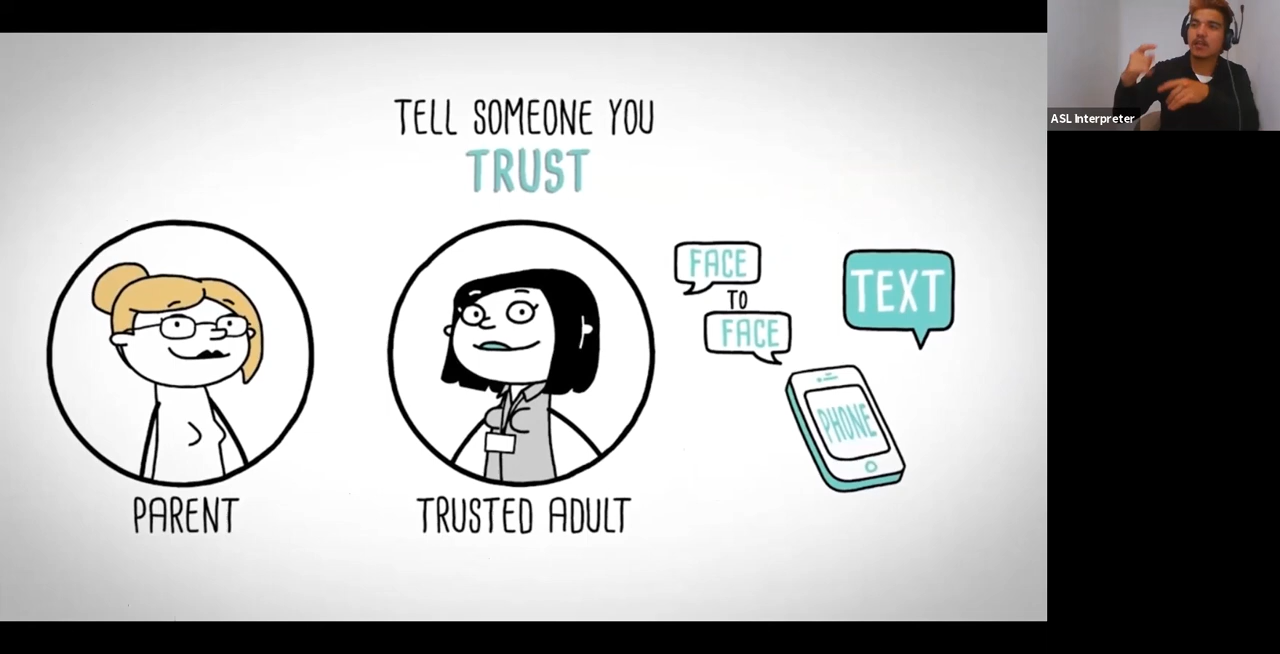 TELL SOMEONE YOU
TRUST
FACE
TO
FACE
TEXT
PHONE
PARENT
TRUSTED ADULT
ASL Interpreter